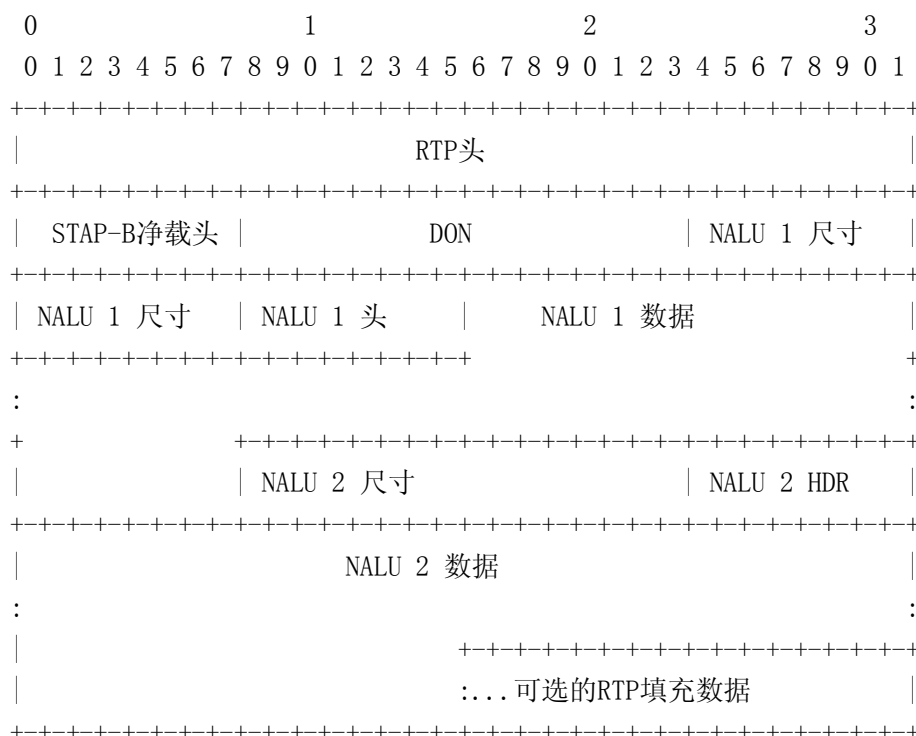 0 1 2 3
0 1 2 3 4 5 6 7 8 9 0 1 2 3 4 5 6 7 8 9 0 1 2 3 4 5 6 7 8 9 0 1
+-+-+-+-+-+-+-+-+-+-+-+-+-+-+-+-+-+-+-+-+-+-+-+-+-+-+-+-+-+-+-+-+
| RTP头 |
+-+-+-+-+-+-+-+-+-+-+-+-+-+-+-+-+-+-+-+-+-+-+-+-+-+-+-+-+-+-+-+-+
| STAP-B净载头 | DON | NALU 1 尺寸 |
+-+-+-+-+-+-+-+-+-+-+-+-+-+-+-+-+-+-+-+-+-+-+-+-+-+-+-+-+-+-+-+-+
| NALU 1 尺寸 | NALU 1 头 | NALU 1 数据 |
+-+-+-+-+-+-+-+-+-+-+-+-+-+-+-+-+ +
: :
+ +-+-+-+-+-+-+-+-+-+-+-+-+-+-+-+-+-+-+-+-+-+-+-+-+
| | NALU 2 尺寸 | NALU 2 HDR |
+-+-+-+-+-+-+-+-+-+-+-+-+-+-+-+-+-+-+-+-+-+-+-+-+-+-+-+-+-+-+-+-+
| NALU 2 数据 |
: :
| +-+-+-+-+-+-+-+-+-+-+-+-+-+-+-+-+
| :...可选的RTP填充数据 |
+-+-+-+-+-+-+-+-+-+-+-+-+-+-+-+-+-+-+-+-+-+-+-+-+-+-+-+-+-+-+-+-+